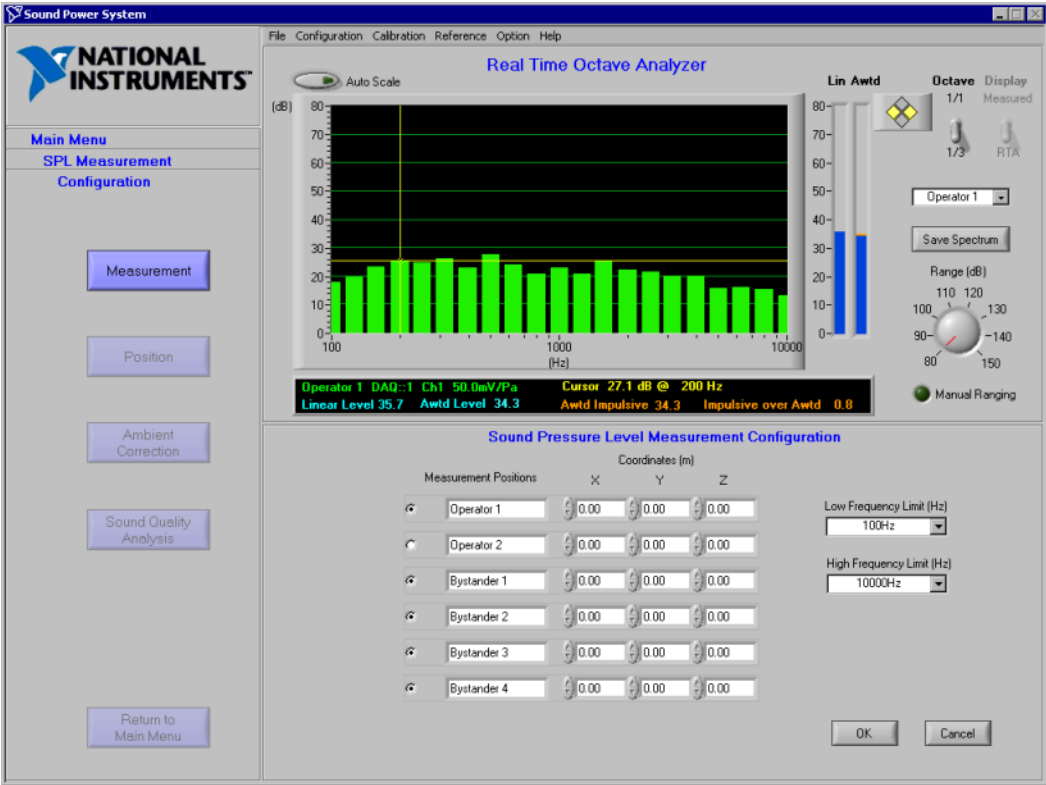 Sound Power System
NATIONAL
INSTRUMENTS™
Main Menu
SPL Measurement
Configuration
Measurement
Position
Ambient
Correction
Sound Quality
Analysis
Return to
Main Menu
File Configuration Calibration Reference Option Help
Real Time Octave Analyzer
Auto Scale
(dB)
80
70
60
50
40
30
20
10
0
100 1000 10000
(Hz)
Lin Awtd
80
70
60
50
40
30
20
10
0
Octave Display
1/1 Measured
1/3 RTA
Operator 1
Save Spectrum
Range (dB)
110 120
100 130
90 140
80 150
Manual Ranging
Operator 1 DAQ::1 Ch1 50.0mV/Pa Cursor 27.1 dB @ 200 Hz
Linear Level 35.7 Awtd Level 34.3 Awtd Impulsive 34.3 Impulsive over Awtd 0.8
Sound Pressure Level Measurement Configuration
Coordinates (m)
Measurement Positions X Y Z
Operator 1 0.00 0.00 0.00
Operator 2 0.00 0.00 0.00
Bystander 1 0.00 0.00 0.00
Bystander 2 0.00 0.00 0.00
Bystander 3 0.00 0.00 0.00
Bystander 4 0.00 0.00 0.00
Low Frequency Limit (Hz)
100Hz
High Frequency Limit (Hz)
10000Hz
OK Cancel